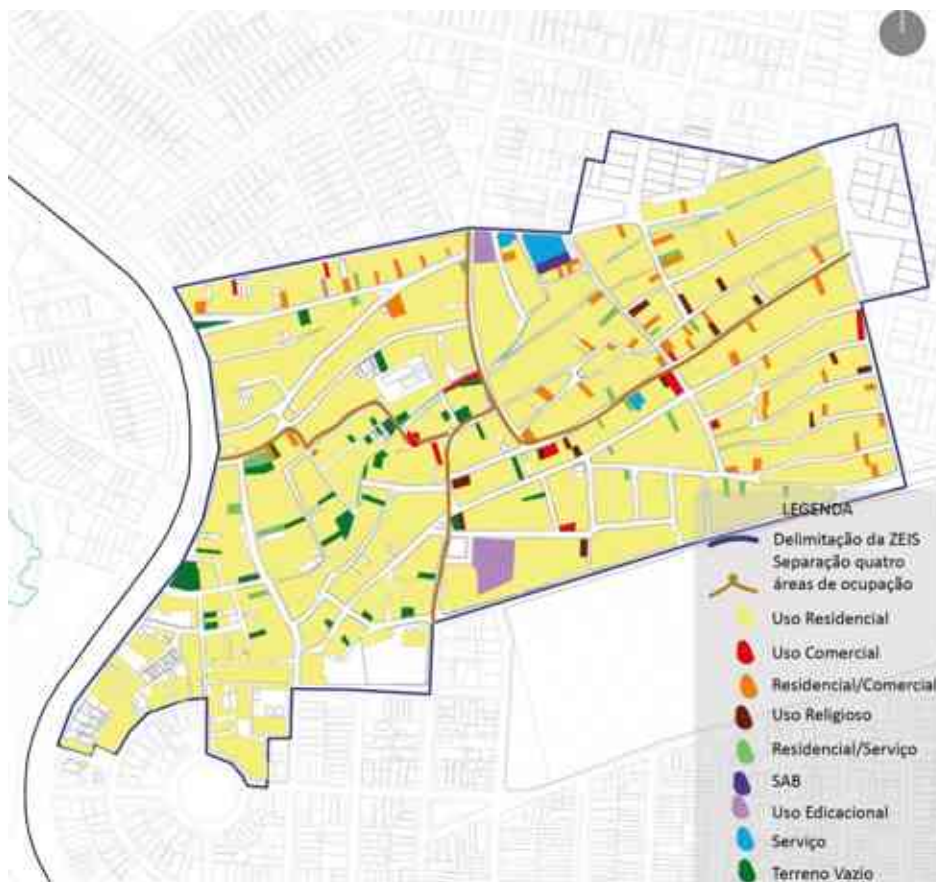 LEGENDA
Delimitação da ZEIS
Separação quatro
áreas de ocupação
Uso Residencial
Uso Comercial
Residencial/Comercial
Uso Religioso
Residencial/Serviço
SAB
Uso Edicacional
Serviço
Terreno Vazio